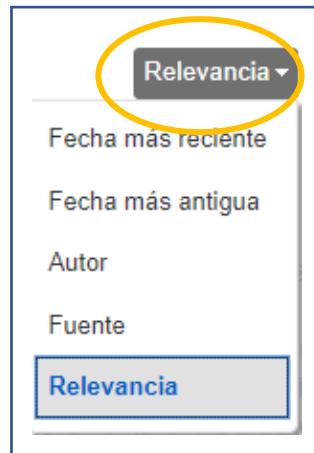 Relevancia
Fecha más reciente
Fecha más antigua
Autor
Fuente
Relevancia